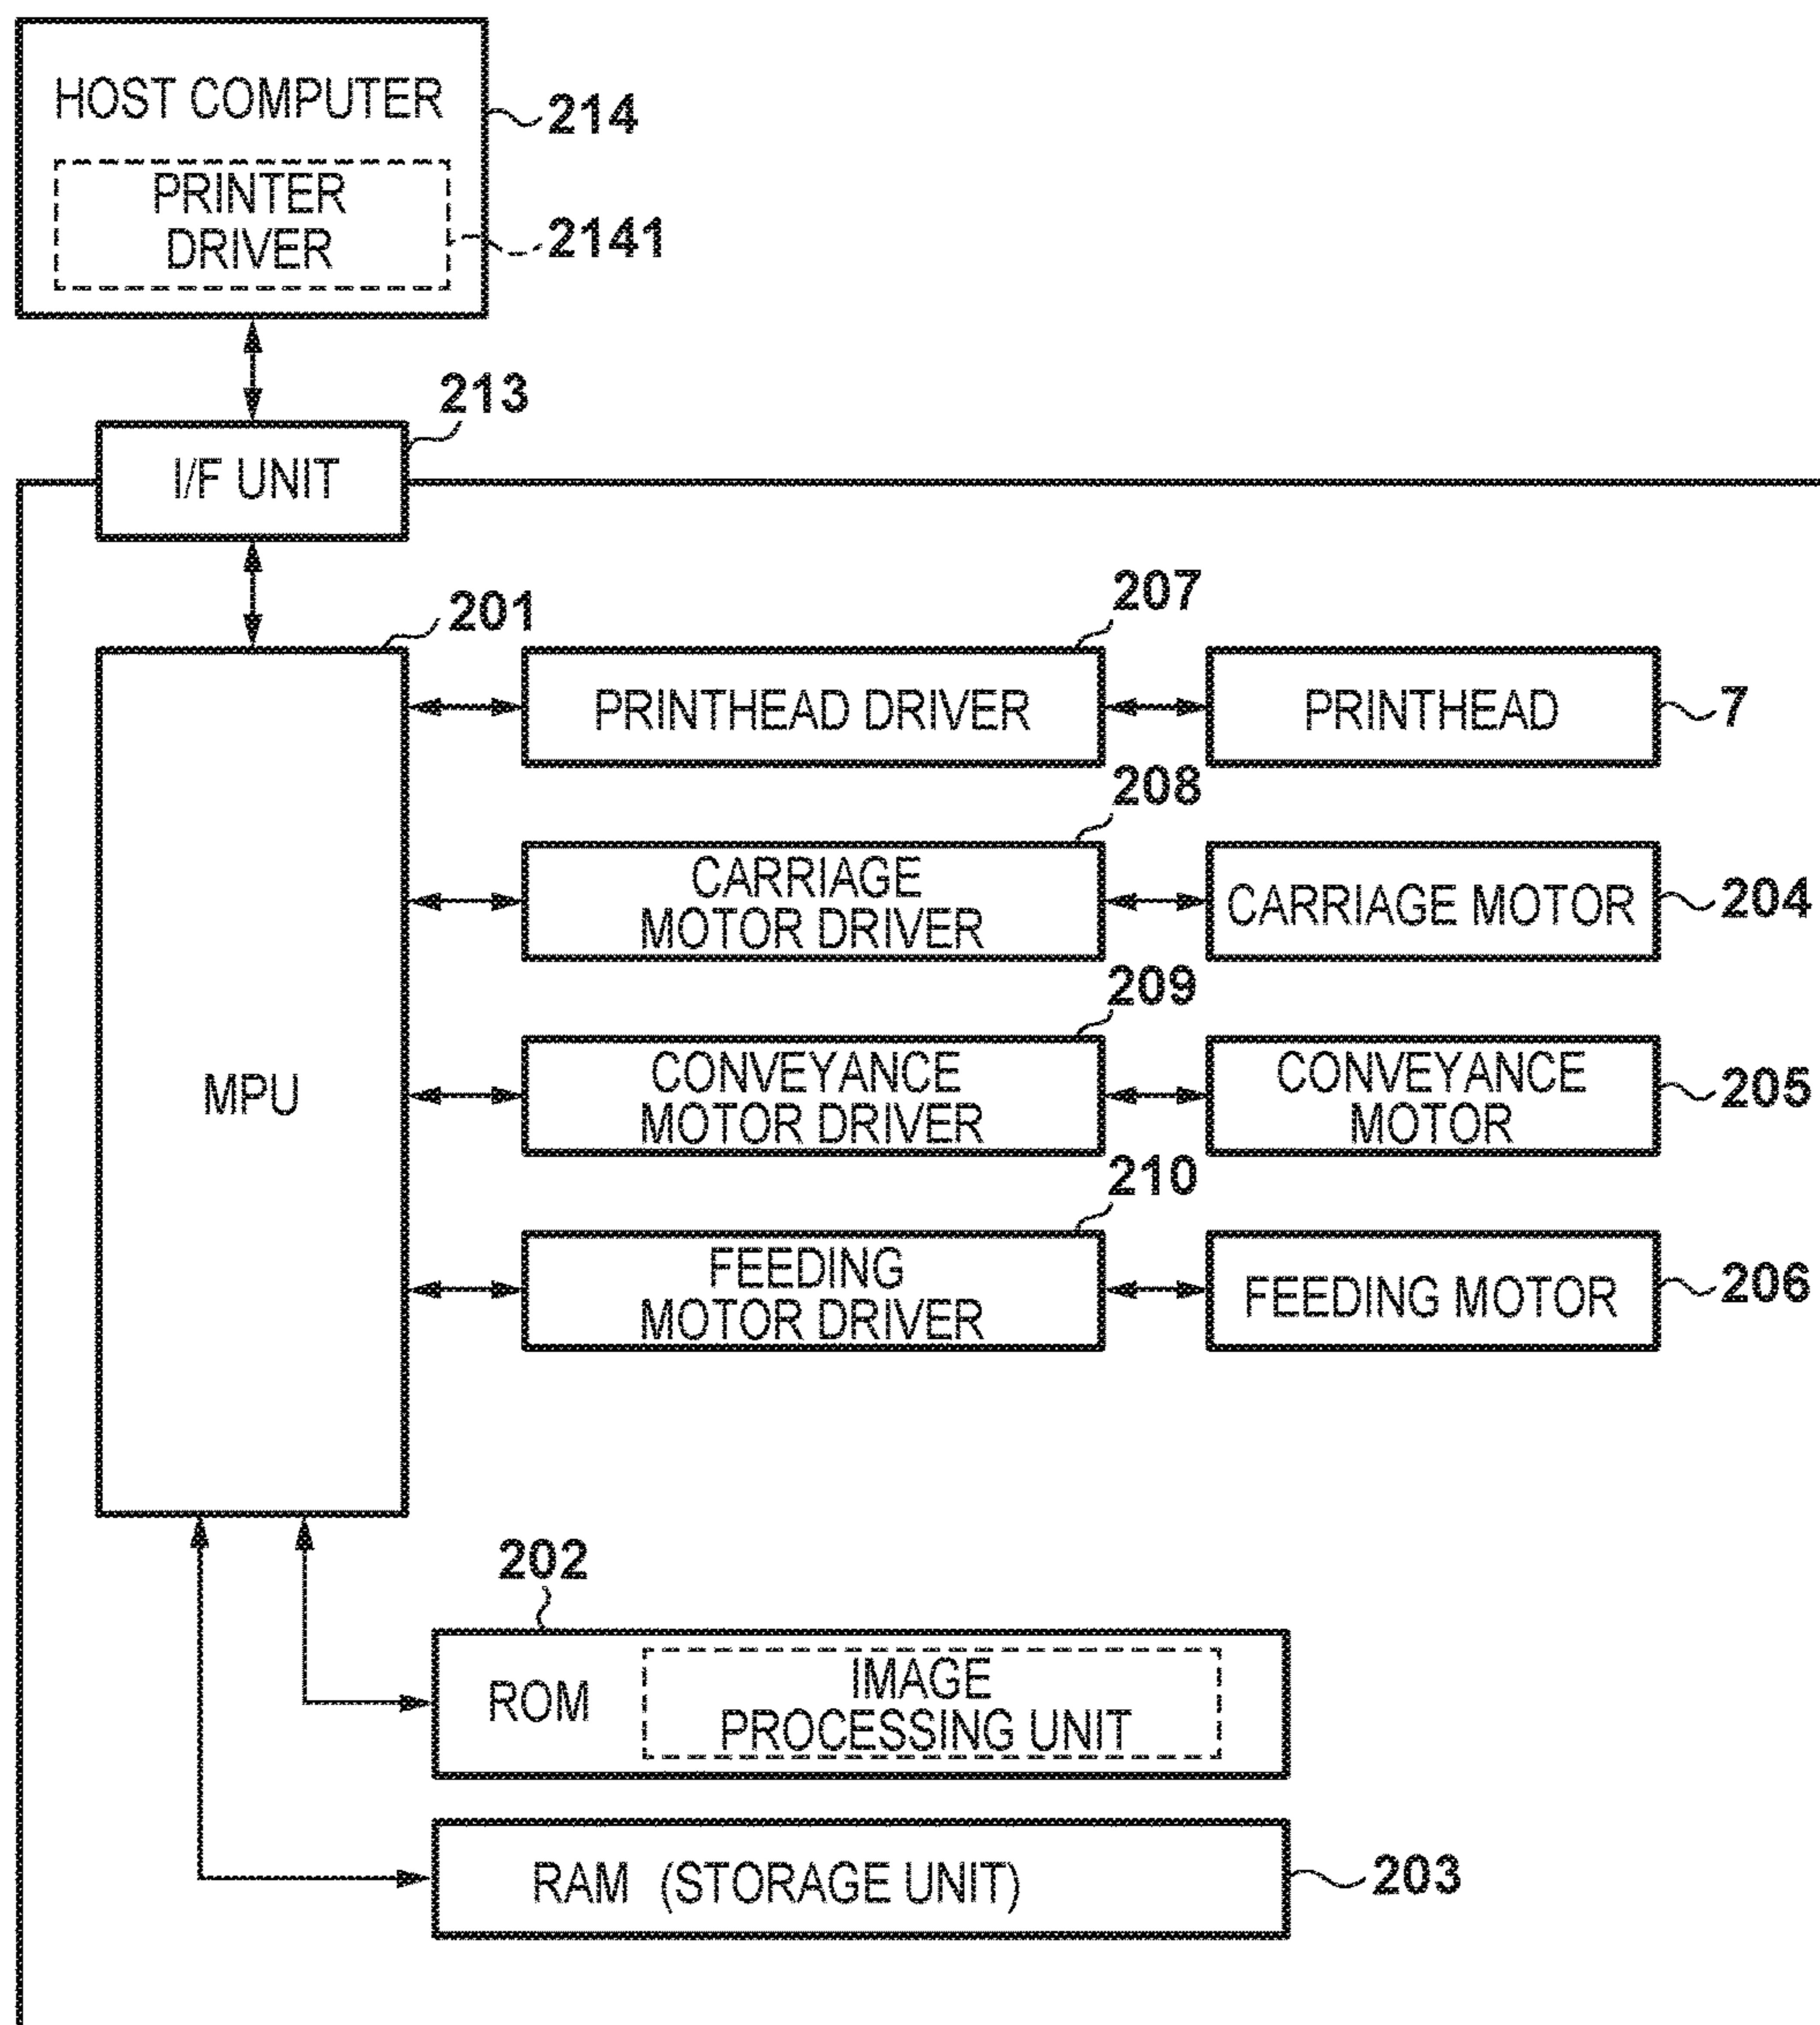 HOST COMPUTER
214
PRINTER
DRIVER
2141
213
I/F UNIT
201
207
PRINTHEAD DRIVER
PRINTHEAD
7
208
CARRIAGE
MOTOR DRIVER
CARRIAGE MOTOR
204
209
MPU
CONVEYANCE
MOTOR DRIVER
CONVEYANCE
MOTOR
205
210
FEEDING
MOTOR DRIVER
FEEDING MOTOR
206
202
ROM
IMAGE
PROCESSING UNIT
RAM (STORAGE UNIT)
203